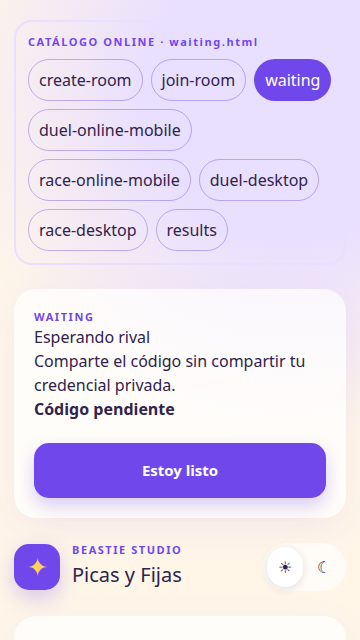 CATÁLOGO ONLINE · waiting.html
create-room join-room waiting
duel-online-mobile
race-online-mobile duel-desktop
race-desktop results
WAITING
Esperando rival
Comparte el código sin compartir tu
credencial privada.
Código pendiente
Estoy listo
BEASTIE STUDIO
Picas y Fijas